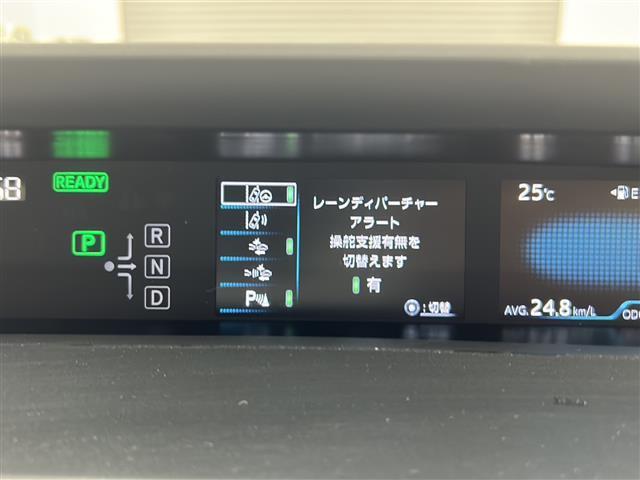 READY
P
R
N
D
レーンディパーチャー
アラート
操舵支援有無を
切替えます
有
:切替
P
25℃
E
AVG.24.8km/L